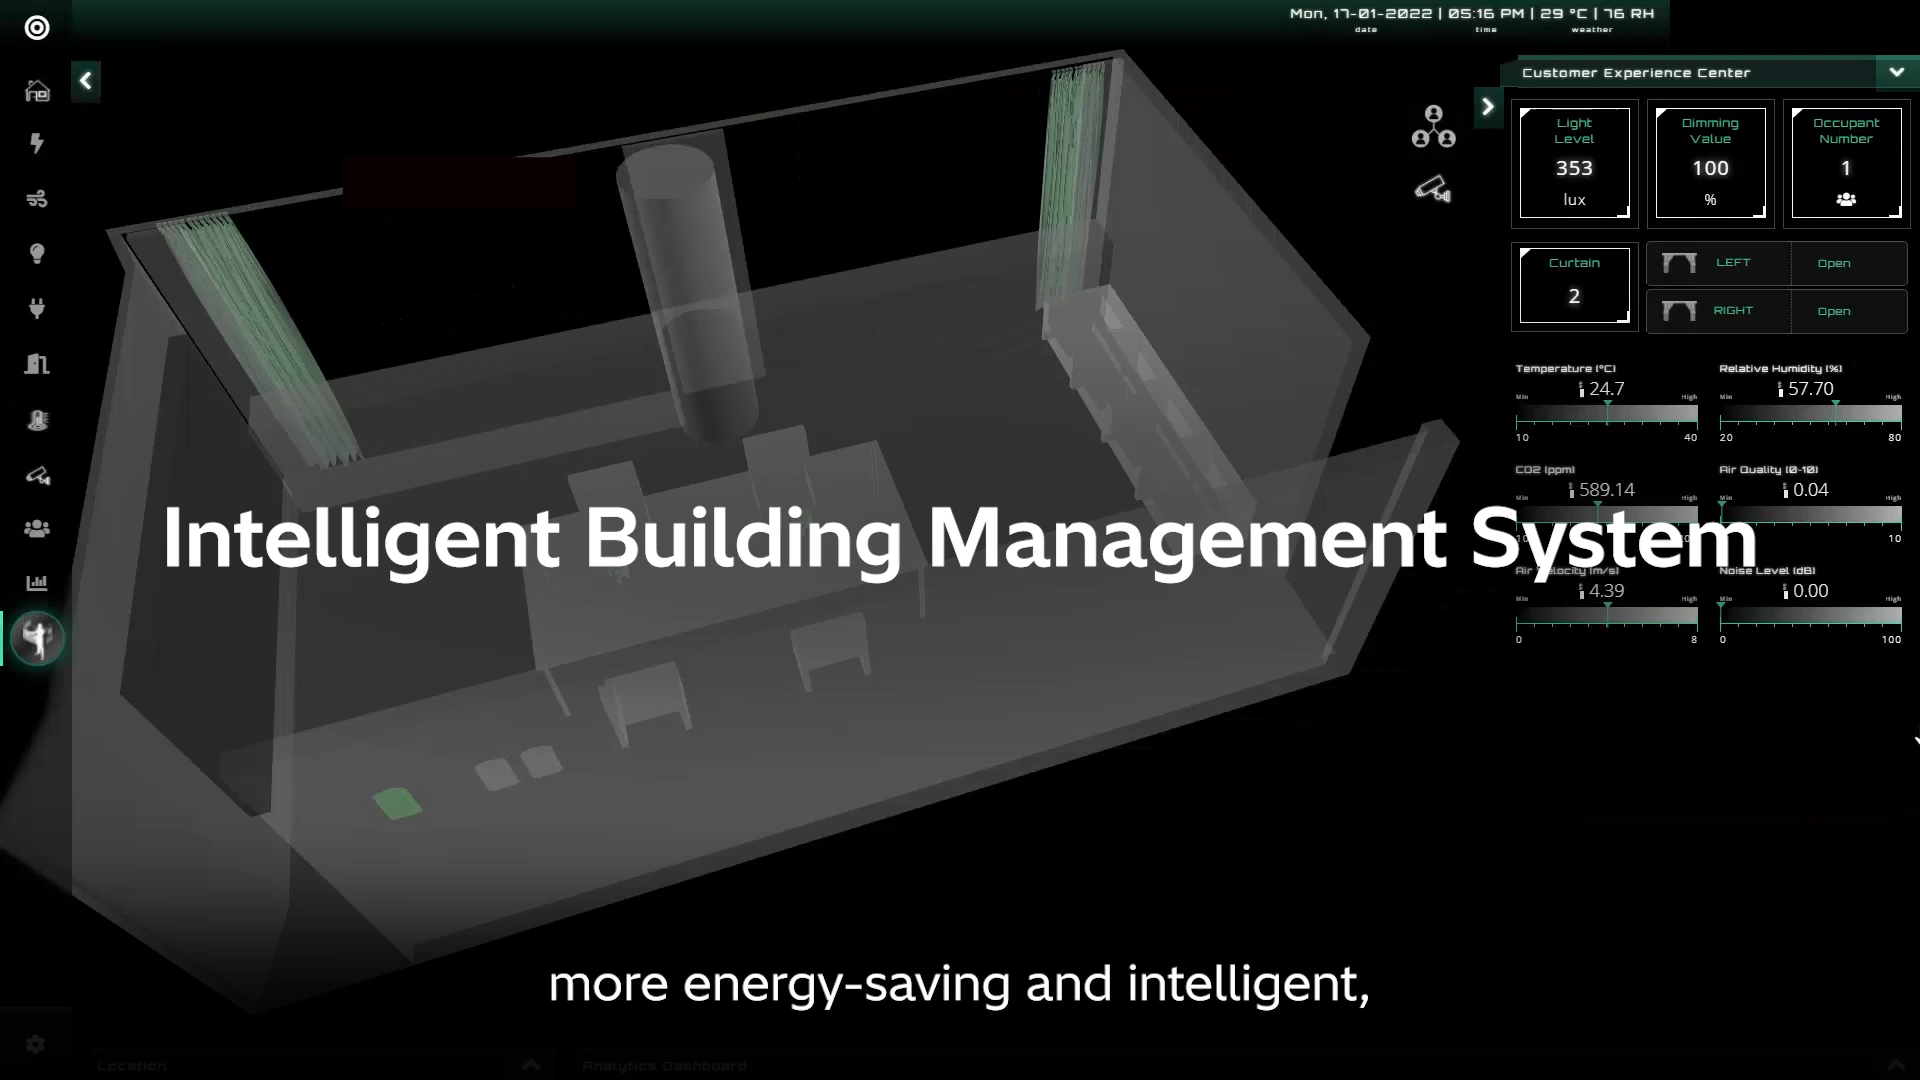 Mon, 17-01-2022 | 05:16 PM | 29 °C | 76 RH
date time weather
Customer Experience Center
Light Level
353
lux
Dimming Value
100
%
Occupant Number
1
Curtain
2
LEFT Open
RIGHT Open
Temperature (°C)
24.7
Min High
10 40
Relative Humidity (%)
57.70
Min High
20 80
CO2 (ppm)
589.14
Min High
Air Quality (0-10)
0.04
Min High
10
Intelligent Building Management System
Air Velocity (m/s)
4.39
Min High
0 8
Noise Level (dB)
0.00
Min High
0 100
more energy-saving and intelligent,
Location
Analytics Dashboard